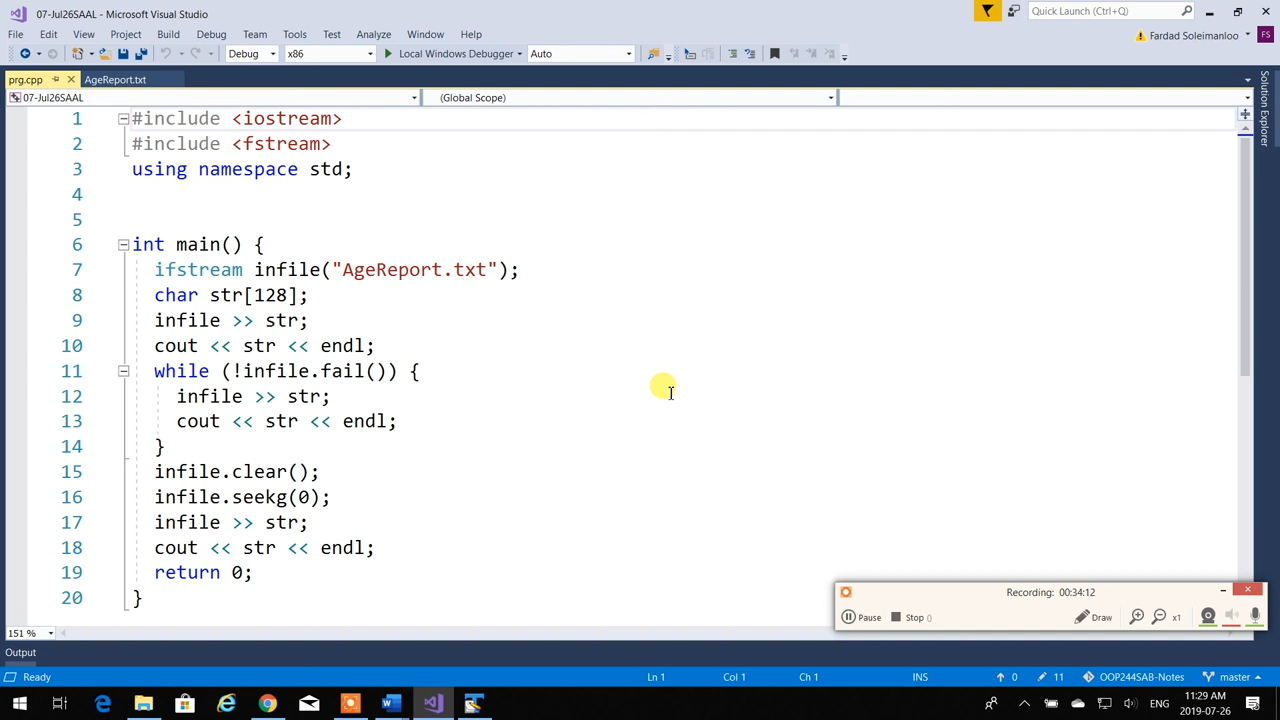 07-Jul26SAAL - Microsoft Visual Studio
Quick Launch (Ctrl+Q)
File Edit View Project Build Debug Team Tools Test Analyze Window Help
Fardad Soleimanloo
FS
Debug x86 Local Windows Debugger Auto
prg.cpp AgeReport.txt
07-Jul26SAAL (Global Scope)
Solution Explorer
1 #include <iostream>
2 #include <fstream>
3 using namespace std;
4
5
6 int main() {
7 ifstream infile("AgeReport.txt");
8 char str[128];
9 infile >> str;
10 cout << str << endl;
11 while (!infile.fail()) {
12 infile >> str;
13 cout << str << endl;
14 }
15 infile.clear();
16 infile.seekg(0);
17 infile >> str;
18 cout << str << endl;
19 return 0;
20 }
Recording: 00:34:12
Pause Stop () Draw x1
151 %
Output
Ready Ln 1 Col 1 Ch 1 INS 0 11 OOP244SAB-Notes master
ENG
11:29 AM
2019-07-26